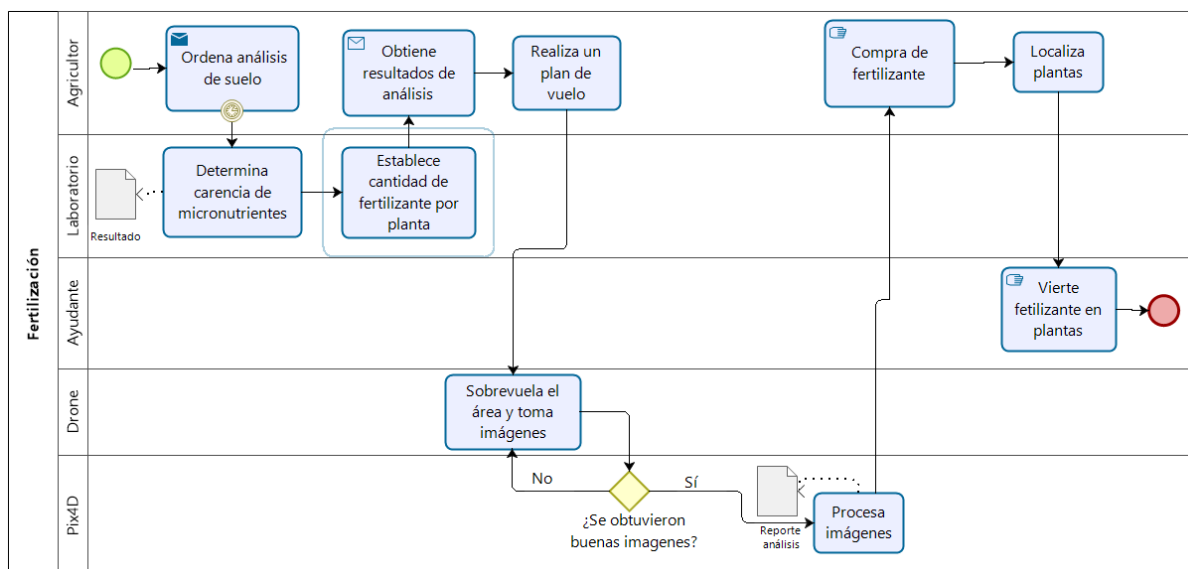 Fertilización
Agricultor
Ordena análisis
de suelo
Obtiene
resultados de
análisis
Realiza un
plan de
vuelo
Compra de
fertilizante
Localiza
plantas
Laboratorio
Resultado
Determina
carencia de
micronutrientes
Establece
cantidad de
fertilizante por
planta
Ayudante
Vierte
fetilizante en
plantas
Drone
Sobrevuela el
área y toma
imágenes
Pix4D
No
¿Se obtuvieron
buenas imagenes?
Sí
Reporte
análisis
Procesa
imágenes